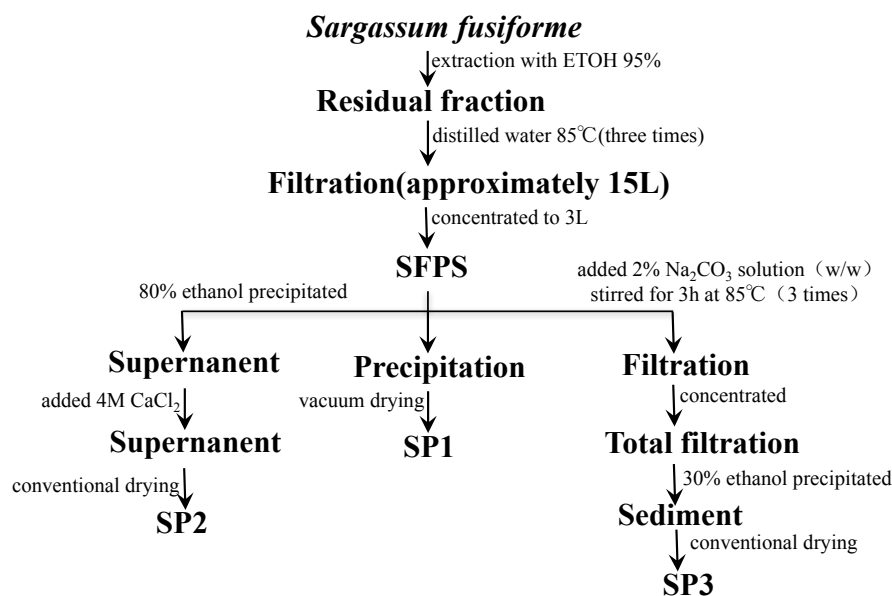 Sargassum fusiforme
extraction with ETOH 95%
Residual fraction
distilled water 85℃(three times)
Filtration(approximately 15L)
concentrated to 3L
SFPS
80% ethanol precipitated
added 2% Na₂CO₃ solution（w/w）
stirred for 3h at 85℃（3 times）
Supernanent
Precipitation
Filtration
added 4M CaCl₂
vacuum drying
concentrated
Supernanent
SP1
Total filtration
conventional drying
30% ethanol precipitated
SP2
Sediment
conventional drying
SP3